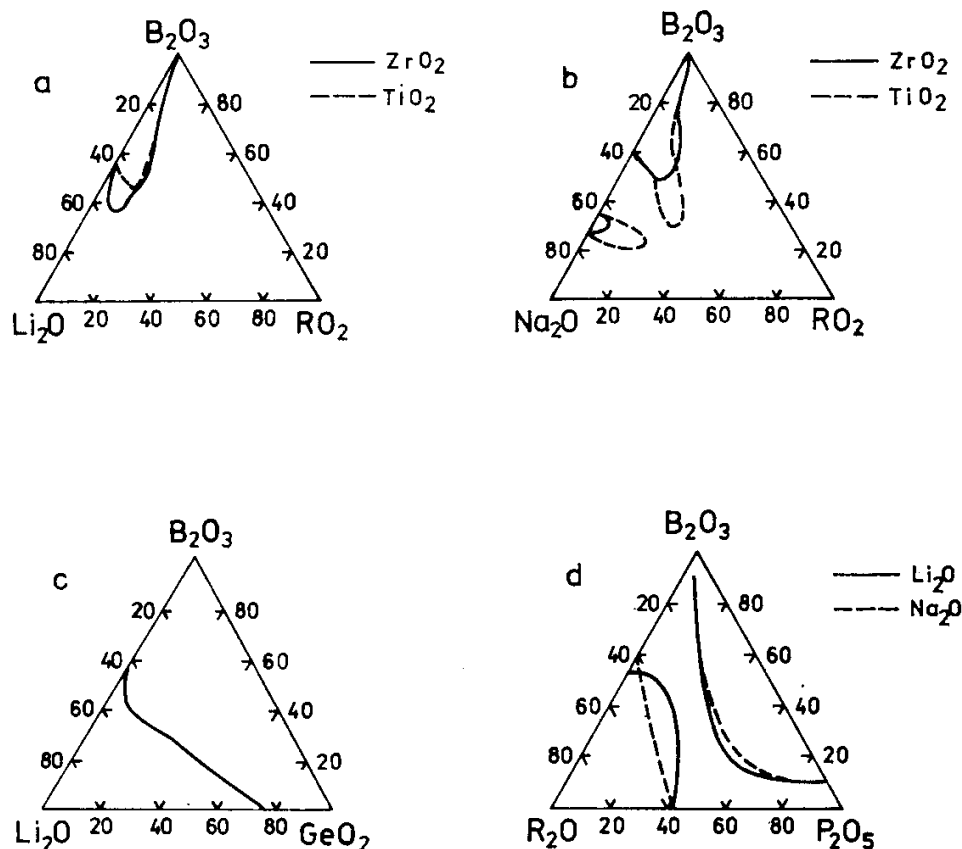 B₂O₃
a
ZrO₂
TiO₂
20 80
40 60
60 40
80 20
20 40 60 80
Li₂O RO₂
B₂O₃
b
ZrO₂
TiO₂
20 80
40 60
60 40
80 20
20 40 60 80
Na₂O RO₂
B₂O₃
c
20 80
40 60
60 40
80 20
20 40 60 80
Li₂O GeO₂
B₂O₃
d
Li₂O
Na₂O
20 80
40 60
60 40
80 20
20 40 60 80
R₂O P₂O₅